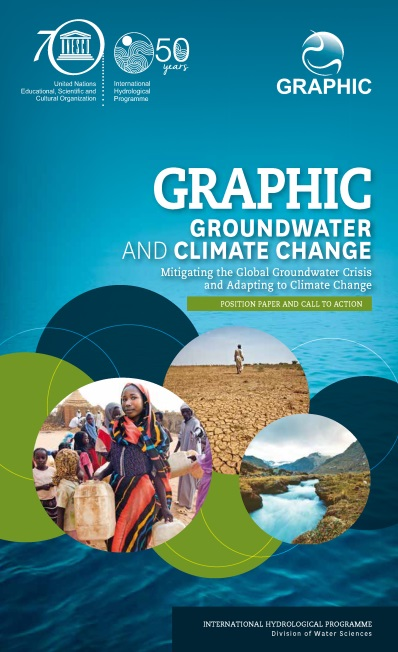 70
United Nations
Educational, Scientific and
Cultural Organization
50
years
International
Hydrological
Programme
GRAPHIC
GRAPHIC
GROUNDWATER
AND CLIMATE CHANGE
Mitigating the Global Groundwater Crisis
and Adapting to Climate Change
POSITION PAPER AND CALL TO ACTION
INTERNATIONAL HYDROLOGICAL PROGRAMME
Division of Water Sciences